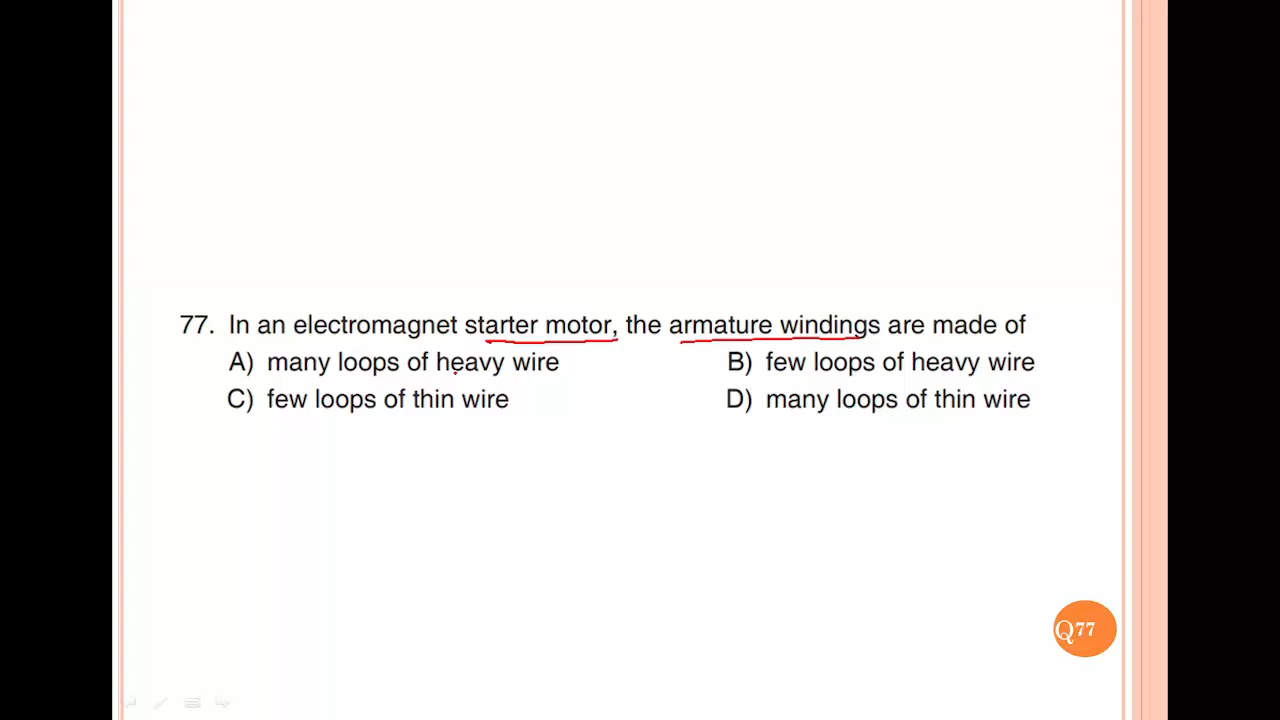 77. In an electromagnet starter motor, the armature windings are made of
A) many loops of heavy wire B) few loops of heavy wire
C) few loops of thin wire D) many loops of thin wire
Q77